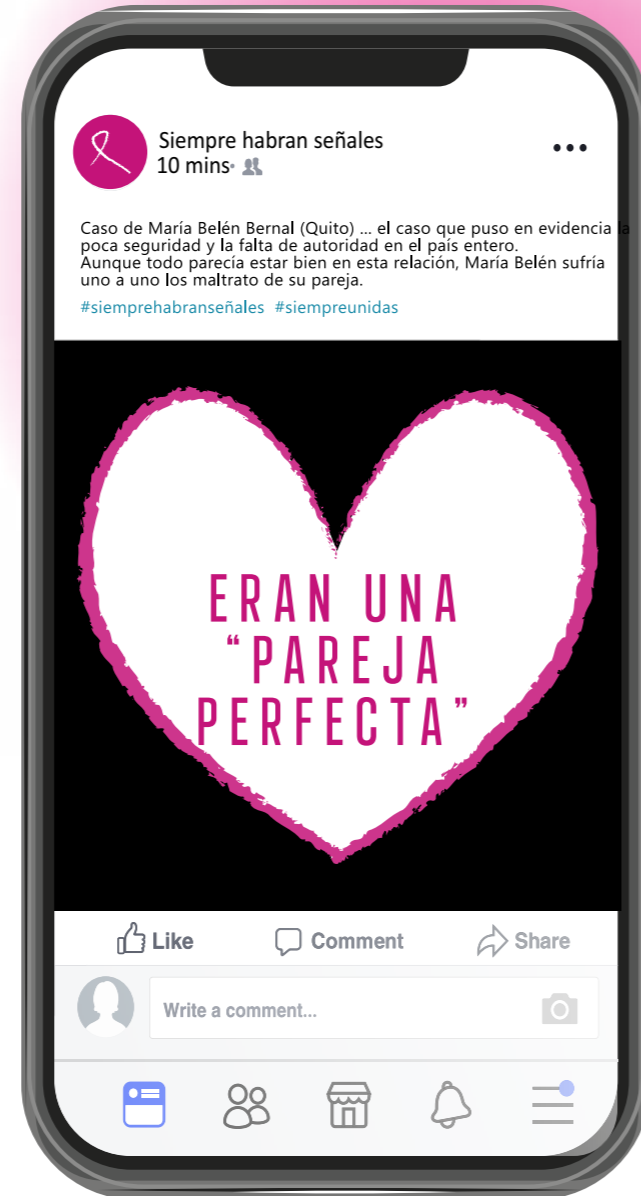 Siempre habran señales
10 mins·
Caso de María Belén Bernal (Quito) ... el caso que puso en evidencia la
poca seguridad y la falta de autoridad en el país entero.
Aunque todo parecía estar bien en esta relación, María Belén sufría
uno a uno los maltrato de su pareja.
#siemprehabranseñales #siempreunidas
ERAN UNA
“PAREJA
PERFECTA”
Like Comment Share
Write a comment...